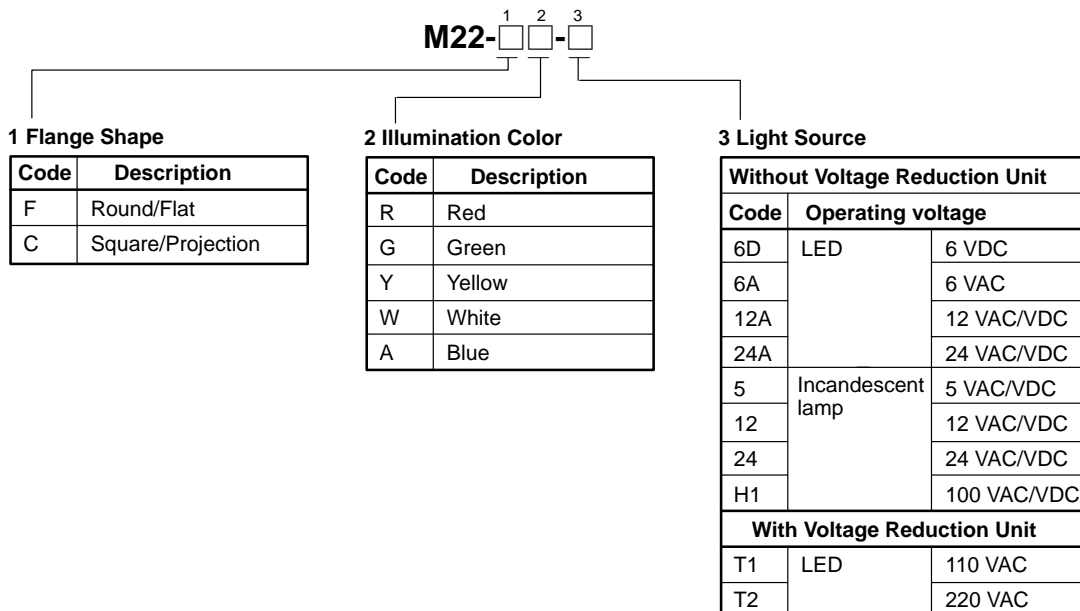 1 2 3
M22-□□-□
1 Flange Shape
Code Description
F Round/Flat
C Square/Projection
2 Illumination Color
Code Description
R Red
G Green
Y Yellow
W White
A Blue
3 Light Source
Without Voltage Reduction Unit
Code Operating voltage
6D LED 6 VDC
6A 6 VAC
12A 12 VAC/VDC
24A 24 VAC/VDC
5 Incandescent lamp 5 VAC/VDC
12 12 VAC/VDC
24 24 VAC/VDC
H1 100 VAC/VDC
With Voltage Reduction Unit
T1 LED 110 VAC
T2 220 VAC